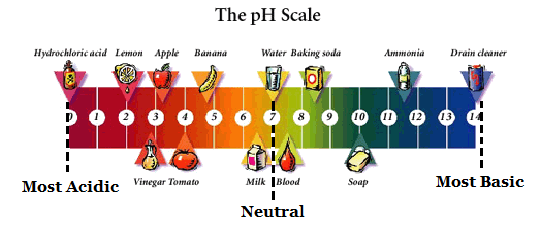 The pH Scale
Hydrochloric acid Lemon Apple Banana Water Baking soda Ammonia Drain cleaner
0 1 2 3 4 5 6 7 8 9 10 11 12 13 14
Most Acidic Vinegar Tomato Milk Blood Soap Most Basic
Neutral